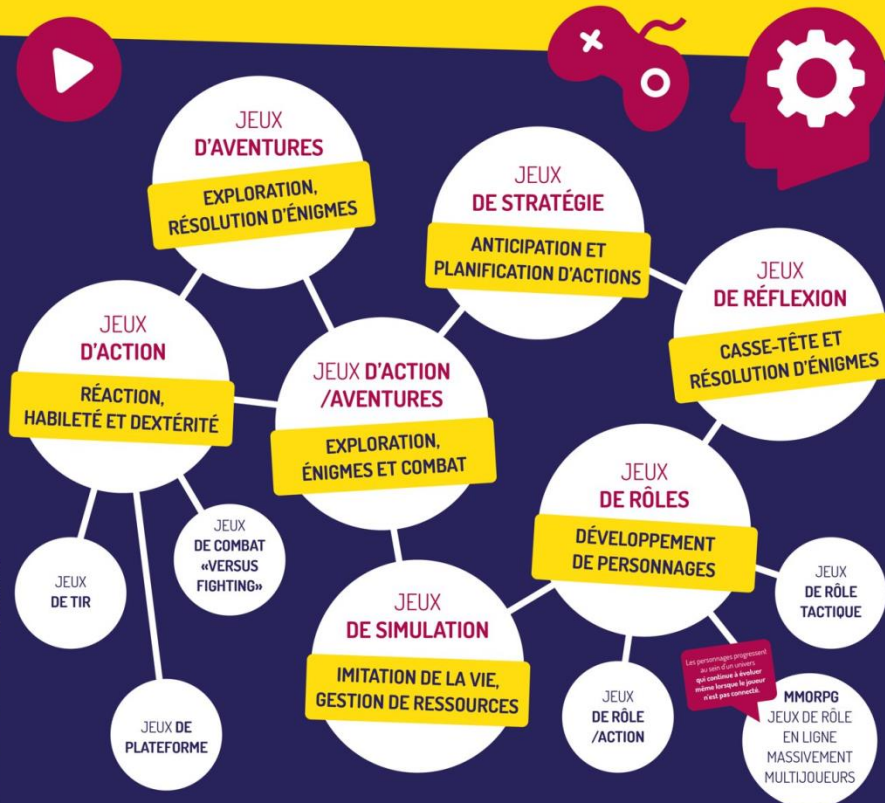 JEUX
D'AVENTURES
EXPLORATION,
RÉSOLUTION D'ÉNIGMES
JEUX
DE STRATÉGIE
ANTICIPATION ET
PLANIFICATION D'ACTIONS
JEUX
DE RÉFLEXION
CASSE-TÊTE ET
RÉSOLUTION D'ÉNIGMES
JEUX
D'ACTION
RÉACTION,
HABILETÉ ET DEXTÉRITÉ
JEUX D'ACTION
/AVENTURES
EXPLORATION,
ÉNIGMES ET COMBAT
JEUX
DE RÔLES
DÉVELOPPEMENT
DE PERSONNAGES
JEUX
DE TIR
JEUX
DE COMBAT
«VERSUS
FIGHTING»
JEUX DE
PLATEFORME
JEUX
DE SIMULATION
IMITATION DE LA VIE,
GESTION DE RESSOURCES
JEUX
DE RÔLE
/ACTION
JEUX
DE RÔLE
TACTIQUE
Les personnages progressent
au sein d'un univers
qui continue à évoluer
même lorsque le joueur
n'est pas connecté.
MMORPG
JEUX DE RÔLE
EN LIGNE
MASSIVEMENT
MULTIJOUEURS